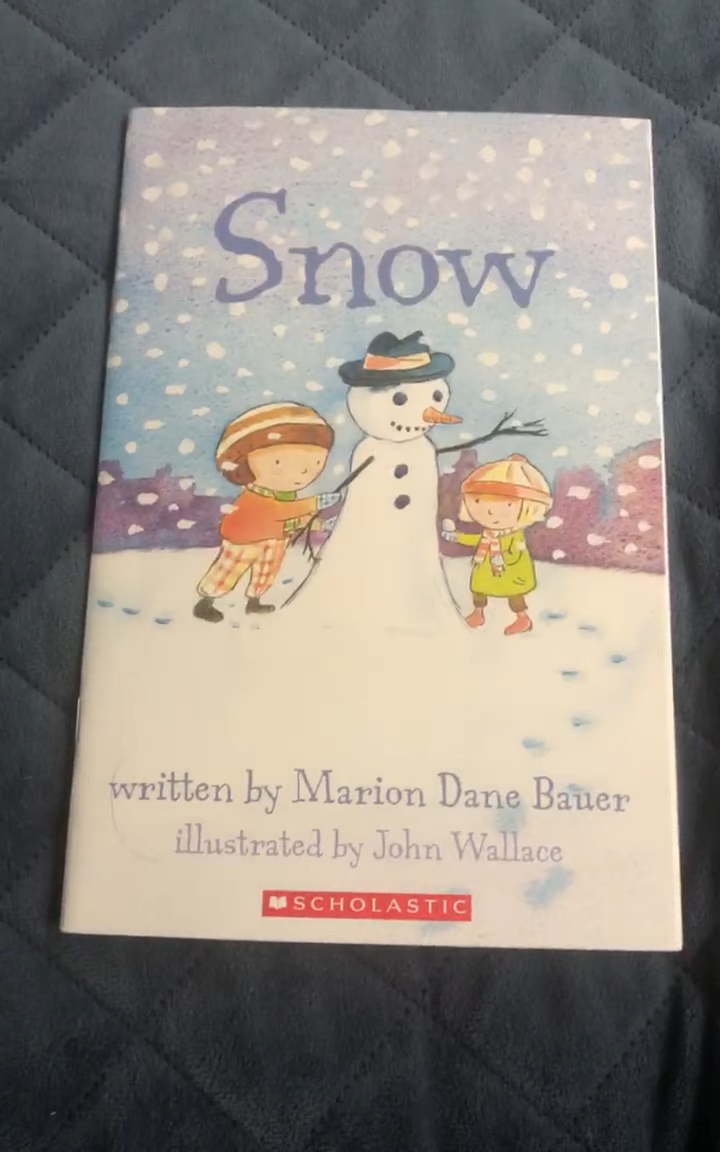 Snow
written by Marion Dane Bauer
illustrated by John Wallace
SCHOLASTIC